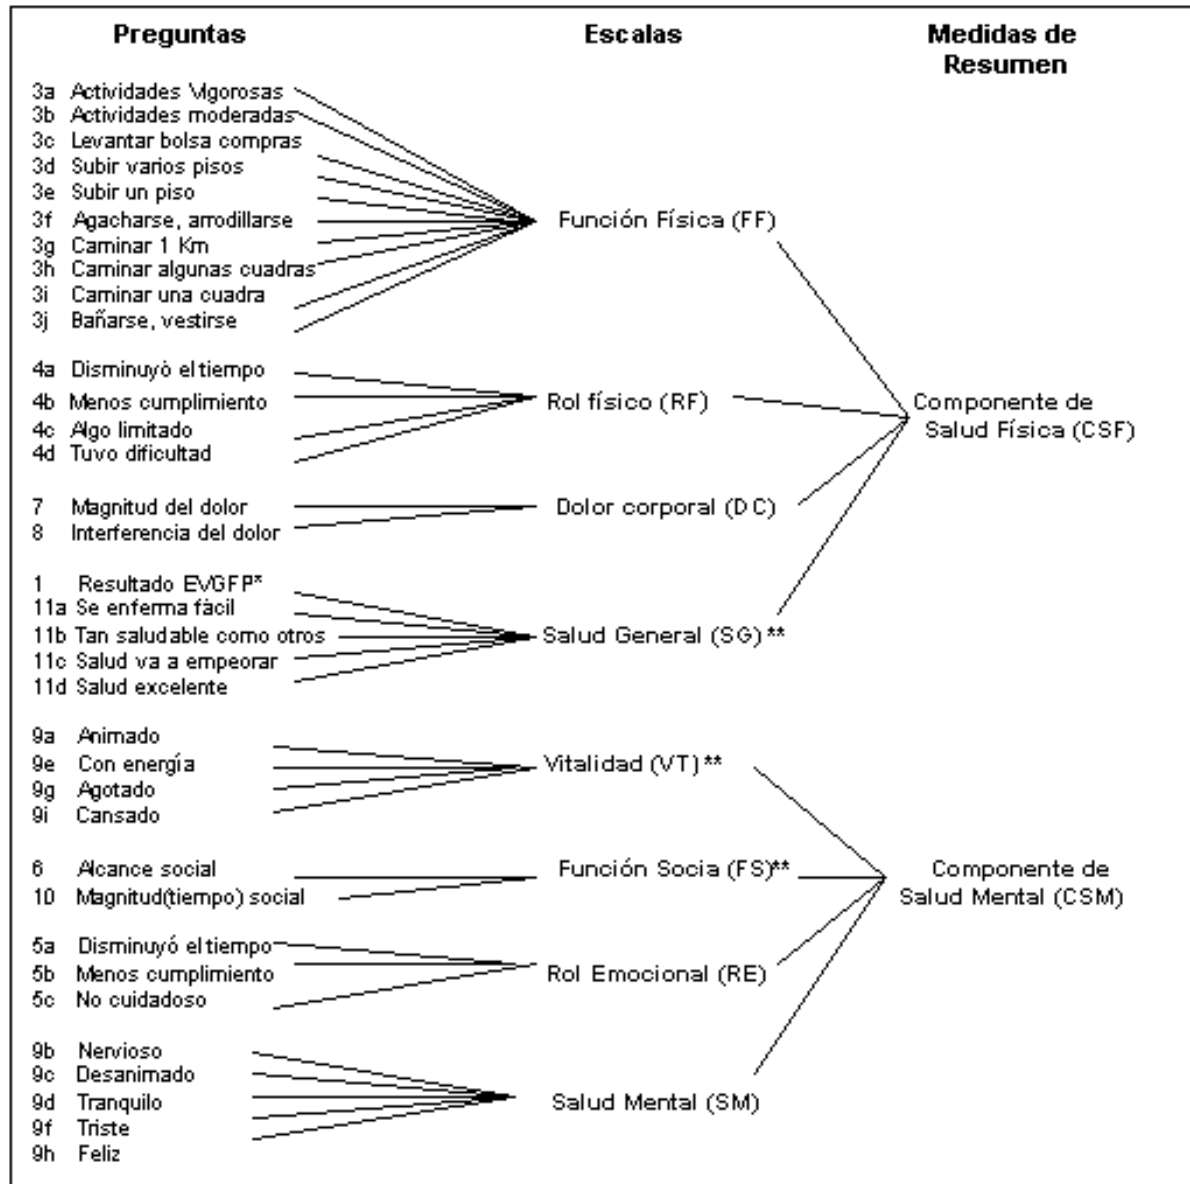 Preguntas
Escalas
Medidas de
Resumen
3a Actividades Vigorosas
3b Actividades moderadas
3c Levantar bolsa compras
3d Subir varios pisos
3e Subir un piso
3f Agacharse, arrodillarse
3g Caminar 1 Km
3h Caminar algunas cuadras
3i Caminar una cuadra
3j Bañarse, vestirse
Función Física (FF)
4a Disminuyó el tiempo
4b Menos cumplimiento
4c Algo limitado
4d Tuvo dificultad
Rol físico (RF)
Componente de
Salud Física (CSF)
7 Magnitud del dolor
8 Interferencia del dolor
Dolor corporal (DC)
1 Resultado EVGFP*
11a Se enferma fácil
11b Tan saludable como otros
11c Salud va a empeorar
11d Salud excelente
Salud General (SG) **
9a Animado
9e Con energía
9g Agotado
9i Cansado
Vitalidad (VT) **
6 Alcance social
10 Magnitud(tiempo) social
Función Socia (FS)**
Componente de
Salud Mental (CSM)
5a Disminuyó el tiempo
5b Menos cumplimiento
5c No cuidadoso
Rol Emocional (RE)
9b Nervioso
9c Desanimado
9d Tranquilo
9f Triste
9h Feliz
Salud Mental (SM)